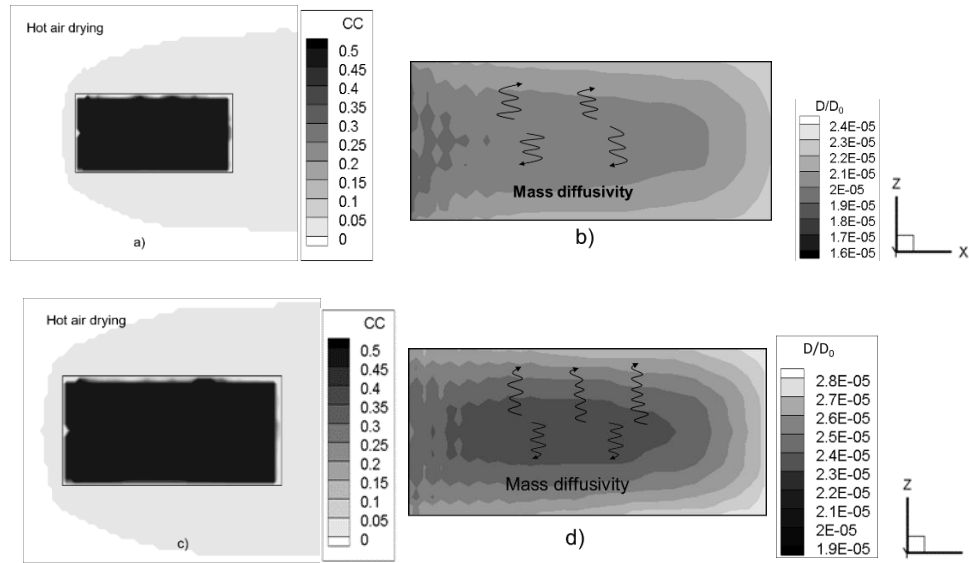 Hot air drying
CC
0.5
0.45
0.4
0.35
0.3
0.25
0.2
0.15
0.1
0.05
0
a)
Mass diffusivity
b)
D/D0
2.4E-05
2.3E-05
2.2E-05
2.1E-05
2E-05
1.9E-05
1.8E-05
1.7E-05
1.6E-05
Z
X
Hot air drying
CC
0.5
0.45
0.4
0.35
0.3
0.25
0.2
0.15
0.1
0.05
0
c)
Mass diffusivity
d)
D/D0
2.8E-05
2.7E-05
2.6E-05
2.5E-05
2.4E-05
2.3E-05
2.2E-05
2.1E-05
2E-05
1.9E-05
Z